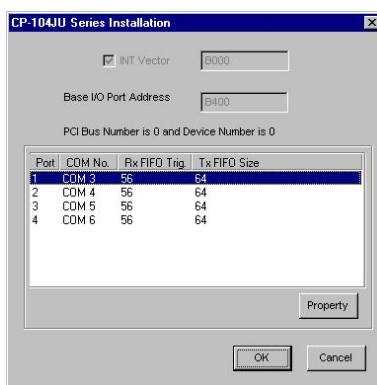 CP-104JU Series Installation
INT Vector B000
Base I/O Port Address B400
PCI Bus Number is 0 and Device Number is 0
Port COM No. Rx FIFO Trig. Tx FIFO Size
1 COM 3 56 64
2 COM 4 56 64
3 COM 5 56 64
4 COM 6 56 64
Property
OK Cancel